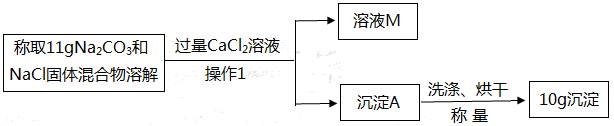 称取11gNa₂CO₃和
NaCl固体混合物溶解
过量CaCl₂溶液
操作1
溶液M
沉淀A
洗涤、烘干
称 量
10g沉淀